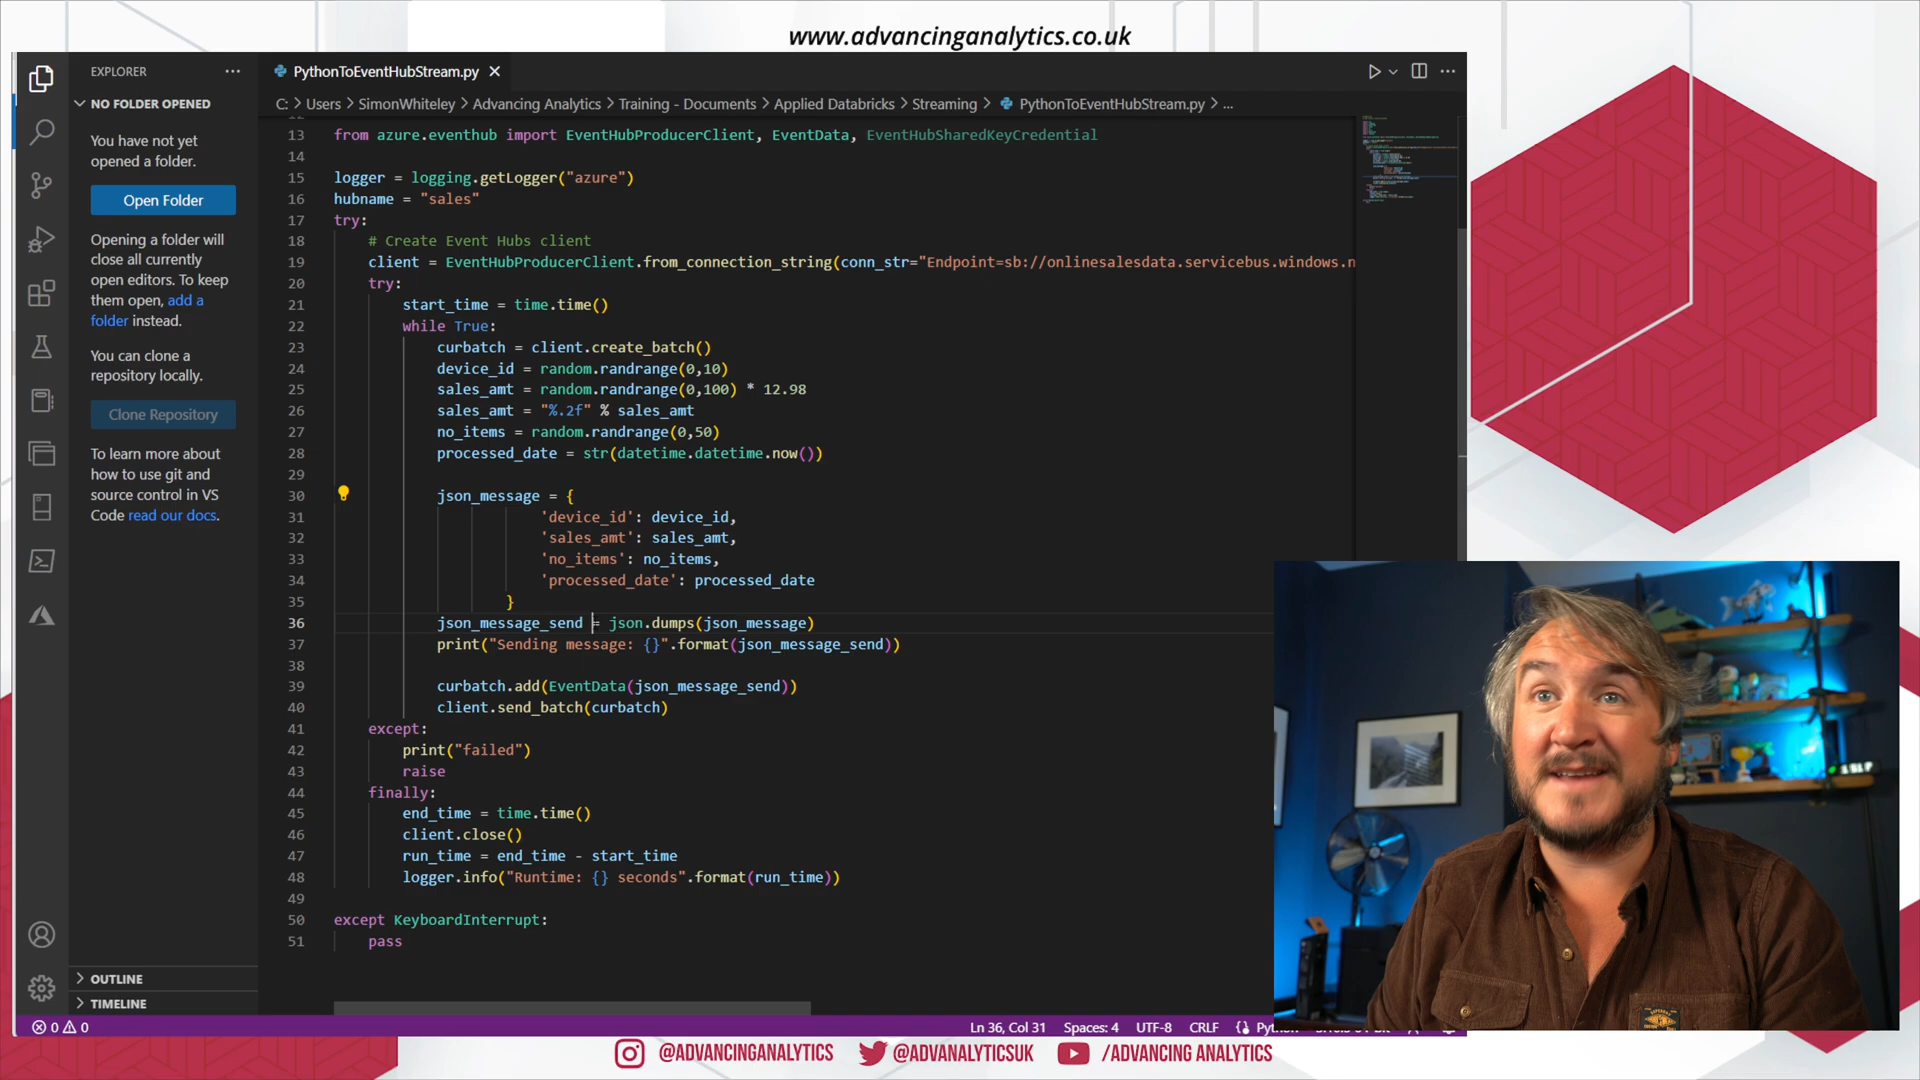 www.advancinganalytics.co.uk
EXPLORER
PythonToEventHubStream.py
NO FOLDER OPENED
C: > Users > SimonWhiteley > Advancing Analytics > Training - Documents > Applied Databricks > Streaming > PythonToEventHubStream.py > ...
You have not yet
opened a folder.
Open Folder
Opening a folder will
close all currently
open editors. To keep
them open, add a
folder instead.
You can clone a
repository locally.
Clone Repository
To learn more about
how to use git and
source control in VS
Code read our docs.
OUTLINE
TIMELINE
13 from azure.eventhub import EventHubProducerClient, EventData, EventHubSharedKeyCredential
14
15 logger = logging.getLogger("azure")
16 hubname = "sales"
17 try:
18 # Create Event Hubs client
19 client = EventHubProducerClient.from_connection_string(conn_str="Endpoint=sb://onlinesalesdata.servicebus.windows.n
20 try:
21 start_time = time.time()
22 while True:
23 curbatch = client.create_batch()
24 device_id = random.randrange(0,10)
25 sales_amt = random.randrange(0,100) * 12.98
26 sales_amt = "%.2f" % sales_amt
27 no_items = random.randrange(0,50)
28 processed_date = str(datetime.datetime.now())
29
30 json_message = {
31 'device_id': device_id,
32 'sales_amt': sales_amt,
33 'no_items': no_items,
34 'processed_date': processed_date
35 }
36 json_message_send = json.dumps(json_message)
37 print("Sending message: {}".format(json_message_send))
38
39 curbatch.add(EventData(json_message_send))
40 client.send_batch(curbatch)
41 except:
42 print("failed")
43 raise
44 finally:
45 end_time = time.time()
46 client.close()
47 run_time = end_time - start_time
48 logger.info("Runtime: {} seconds".format(run_time))
49
50 except KeyboardInterrupt:
51 pass
0 0
Ln 36, Col 31 Spaces: 4 UTF-8 CRLF
@ADVANCINGANALYTICS @ADVANALYTICSUK /ADVANCING ANALYTICS